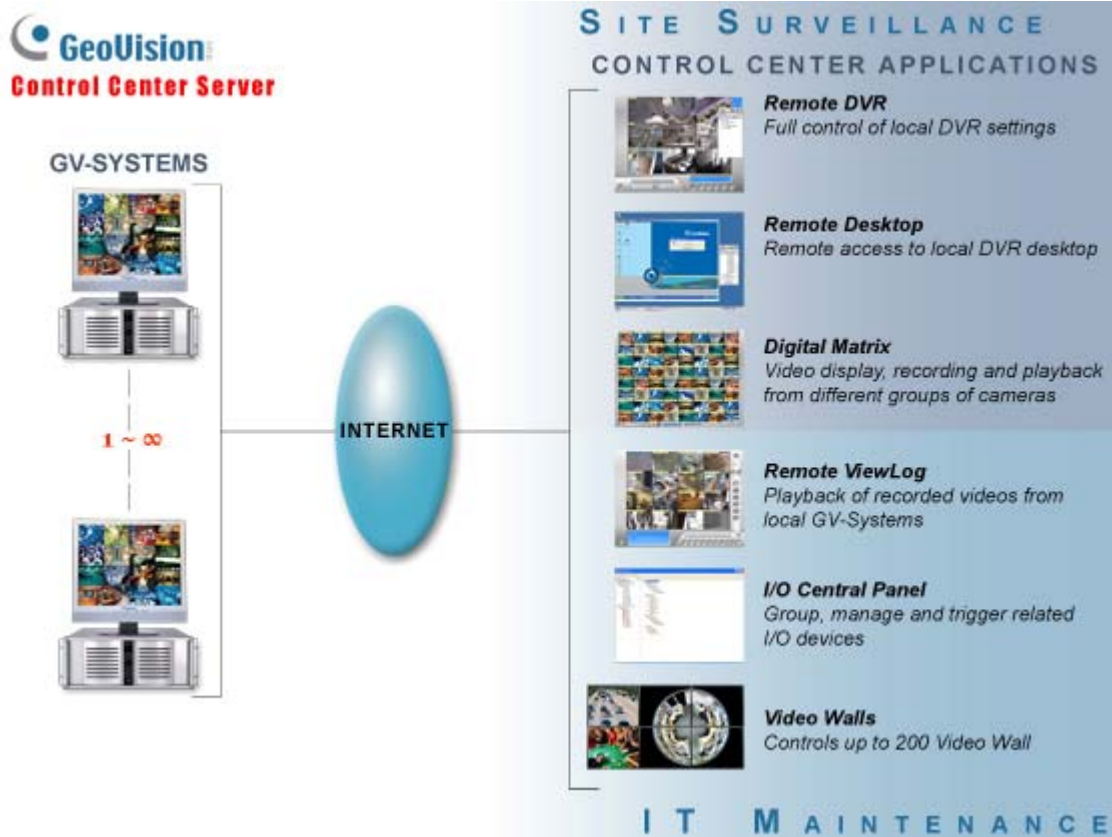 GeoVision
Control Center Server
GV-SYSTEMS
1 ~ ∞
INTERNET
SITE SURVEILLANCE
CONTROL CENTER APPLICATIONS
Remote DVR
Full control of local DVR settings
Remote Desktop
Remote access to local DVR desktop
Digital Matrix
Video display, recording and playback
from different groups of cameras
Remote ViewLog
Playback of recorded videos from
local GV-Systems
I/O Central Panel
Group, manage and trigger related
I/O devices
Video Walls
Controls up to 200 Video Wall
IT MAINTENANCE